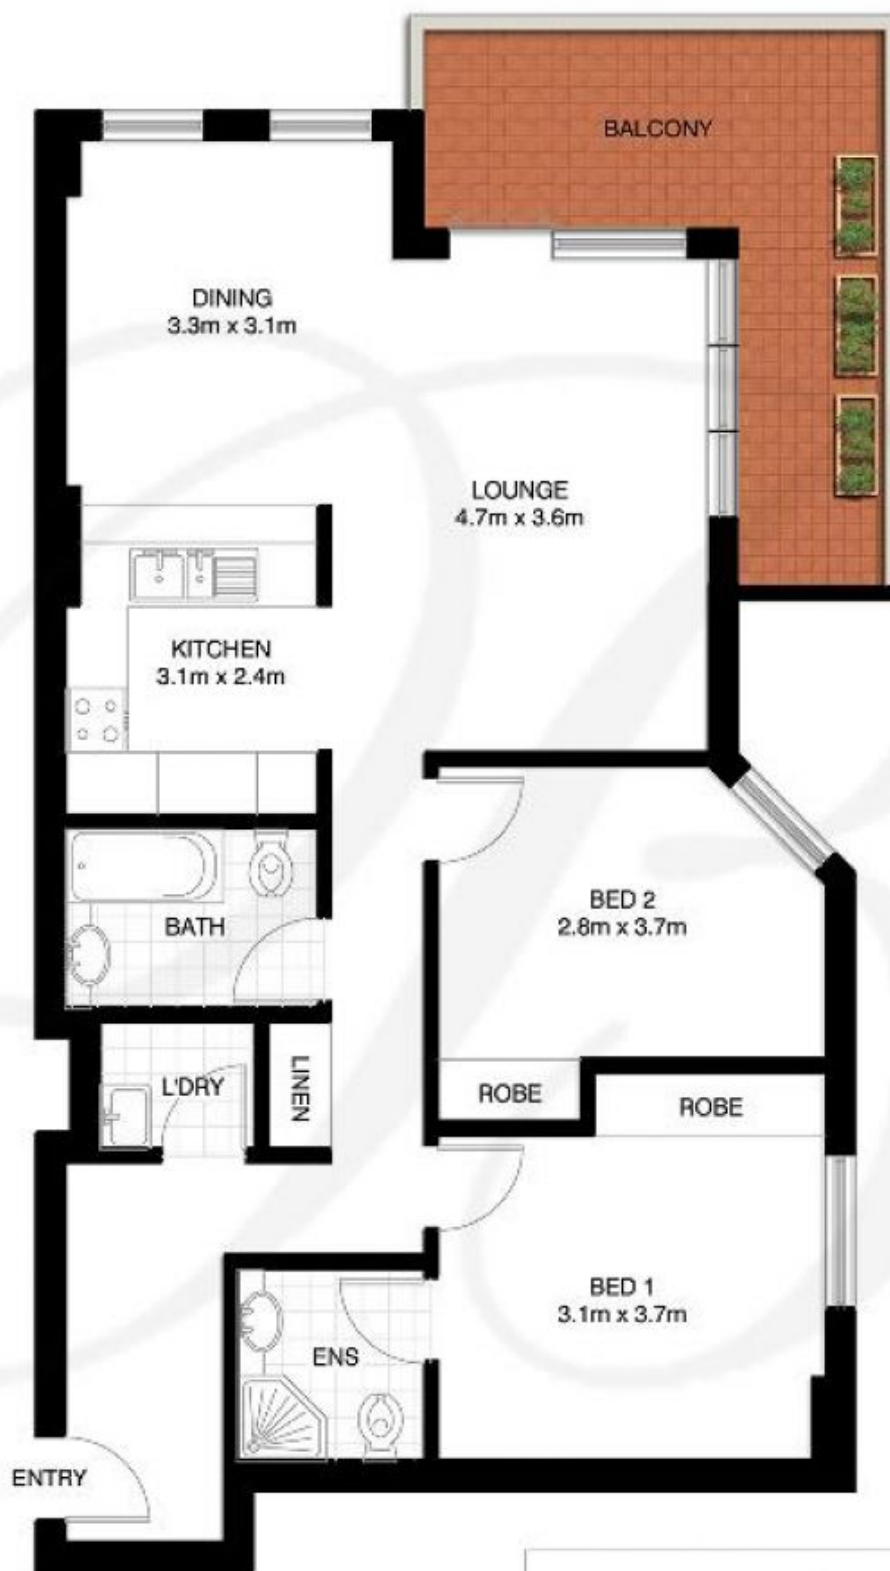 BALCONY
DINING
3.3m x 3.1m
LOUNGE
4.7m x 3.6m
KITCHEN
3.1m x 2.4m
BED 2
2.8m x 3.7m
BATH
L'DRY
LINEN
ROBE
ROBE
BED 1
3.1m x 3.7m
ENS
ENTRY